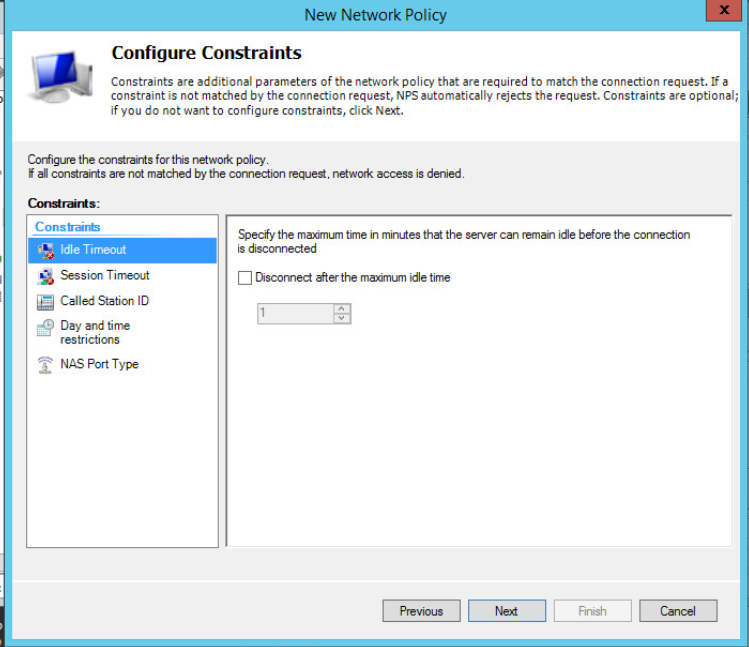 New Network Policy
x
Configure Constraints
Constraints are additional parameters of the network policy that are required to match the connection request. If a
constraint is not matched by the connection request, NPS automatically rejects the request. Constraints are optional;
if you do not want to configure constraints, click Next.
Configure the constraints for this network policy.
If all constraints are not matched by the connection request, network access is denied.
Constraints:
Constraints
Idle Timeout
Session Timeout
Called Station ID
Day and time
restrictions
NAS Port Type
Specify the maximum time in minutes that the server can remain idle before the connection
is disconnected
Disconnect after the maximum idle time
1
Previous
Next
Finish
Cancel